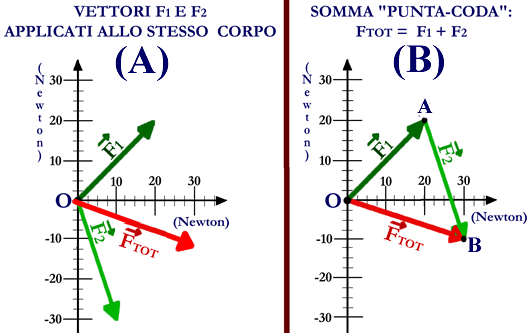 VETTORI F1 E F2
APPLICATI ALLO STESSO CORPO
(A)
(Newton)
30
20
10
O
10 20 30
(Newton)
-10
-20
-30
F1
F2
FTOT
SOMMA "PUNTA-CODA":
FTOT = F1 + F2
(B)
(Newton)
30
20
10
O
10 20 30
(Newton)
-10
-20
-30
A
F1
F2
FTOT
B